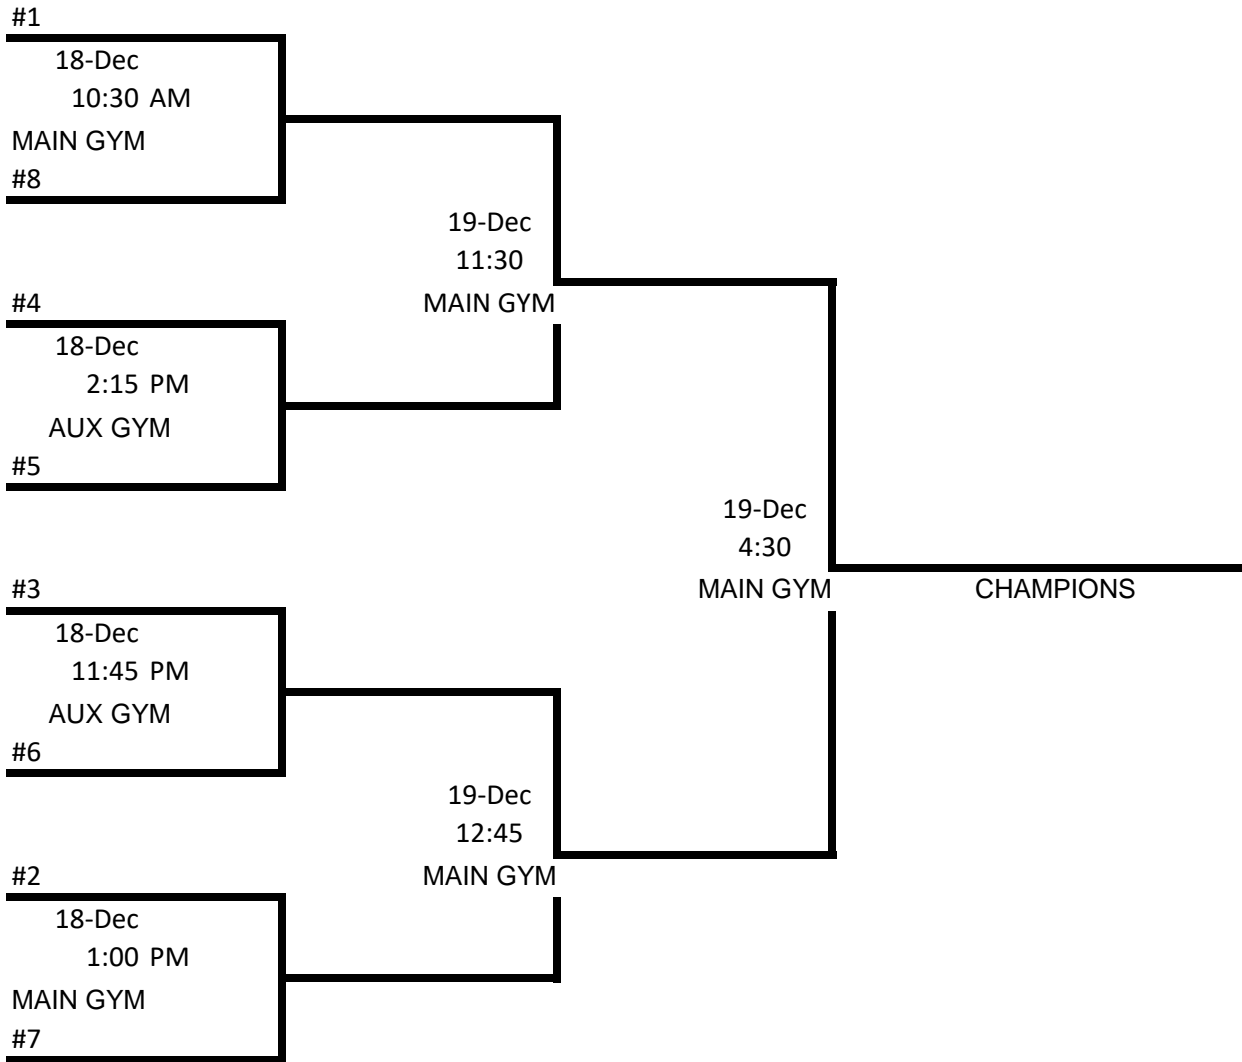 #1
18-Dec
10:30 AM
MAIN GYM
#8
19-Dec
11:30
MAIN GYM
#4
18-Dec
2:15 PM
AUX GYM
#5
19-Dec
4:30
MAIN GYM
CHAMPIONS
#3
18-Dec
11:45 PM
AUX GYM
#6
19-Dec
12:45
MAIN GYM
#2
18-Dec
1:00 PM
MAIN GYM
#7